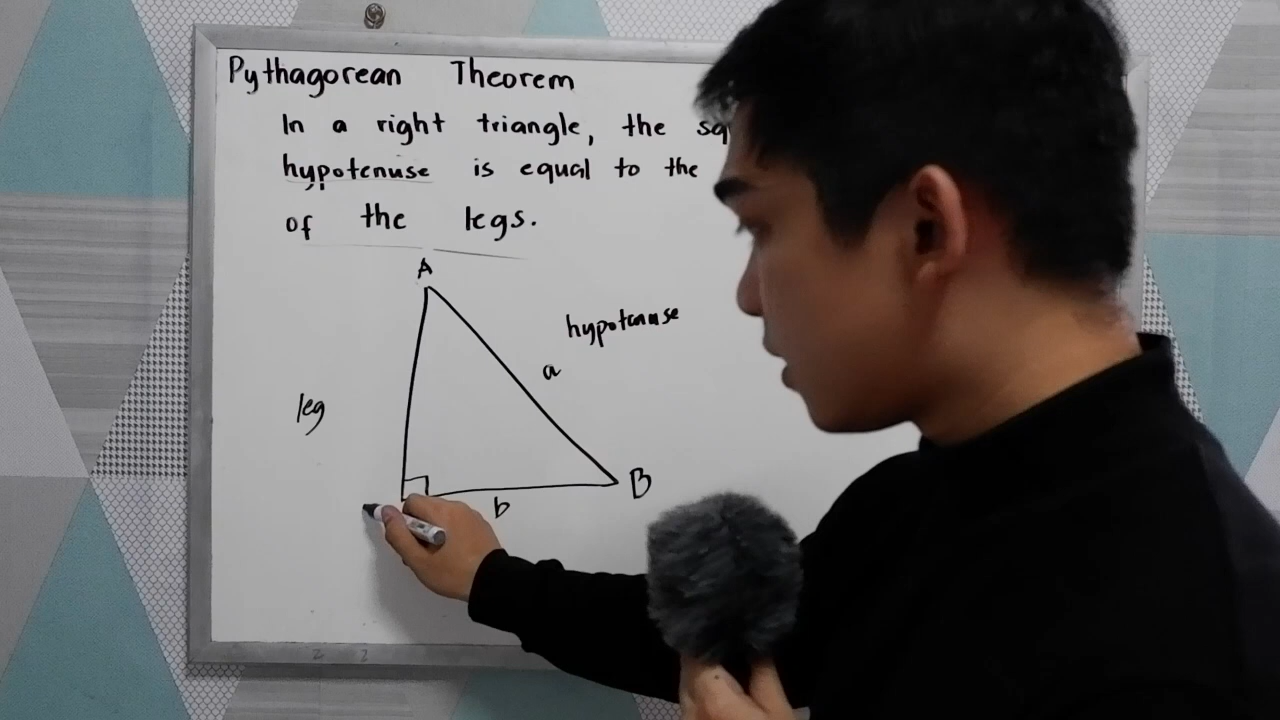 Pythagorean Theorem
In a right triangle, the sq
hypotenuse is equal to the
of the legs.
A
hypotenuse
a
leg
B
b